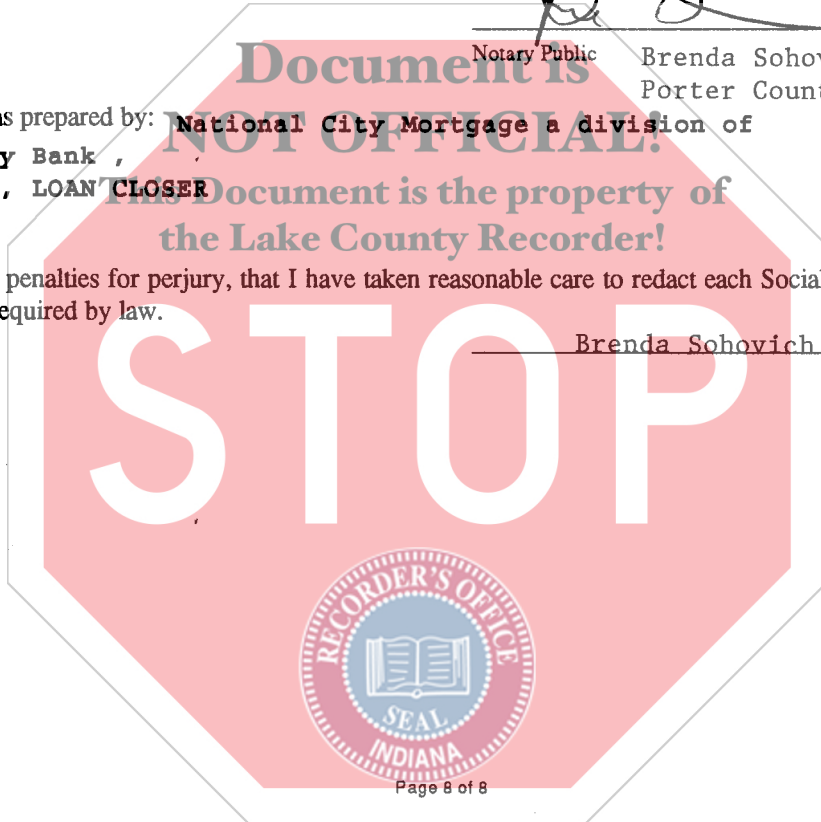 Document is
Notary Public
Brenda Sohov
Porter Count
s prepared by: National City Mortgage a division of
NOT OFFICIAL!
y Bank ,
, LOAN CLOSER
This Document is the property of
the Lake County Recorder!
penalties for perjury, that I have taken reasonable care to redact each Social
equired by law.
Brenda Sohovich
STOP
RECORDER'S OFFICE
SEAL
INDIANA
Page 8 of 8